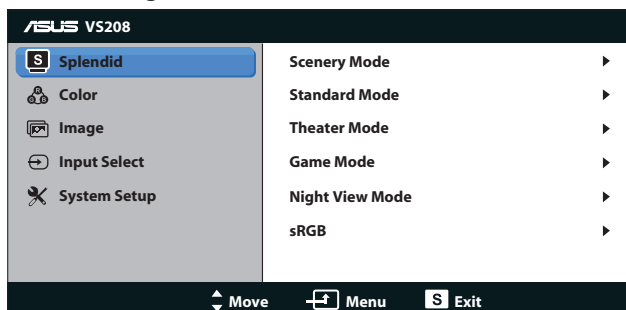 ASUS VS208
S Splendid
Color
Image
Input Select
System Setup
Scenery Mode
Standard Mode
Theater Mode
Game Mode
Night View Mode
sRGB
Move Menu S Exit